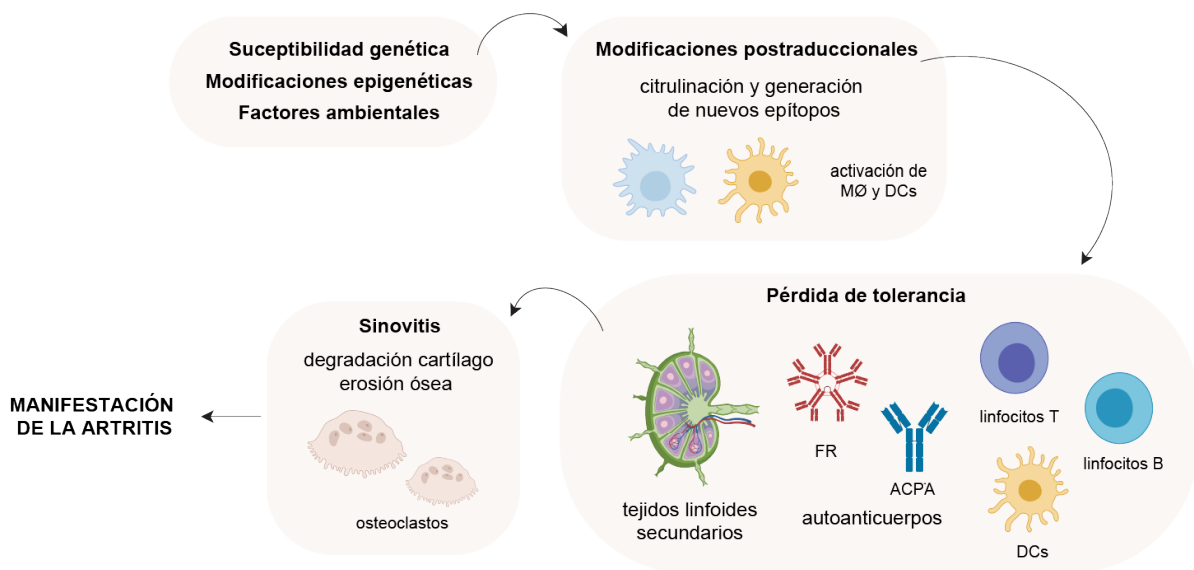 Suceptibilidad genética
Modificaciones epigenéticas
Factores ambientales
Modificaciones postraduccionales
citrulinación y generación
de nuevos epítopos
activación de
MØ y DCs
Pérdida de tolerancia
linfocitos T
linfocitos B
FR
ACPA
DCs
tejidos linfoides
secundarios
autoanticuerpos
Sinovitis
degradación cartílago
erosión ósea
osteoclastos
MANIFESTACIÓN
DE LA ARTRITIS